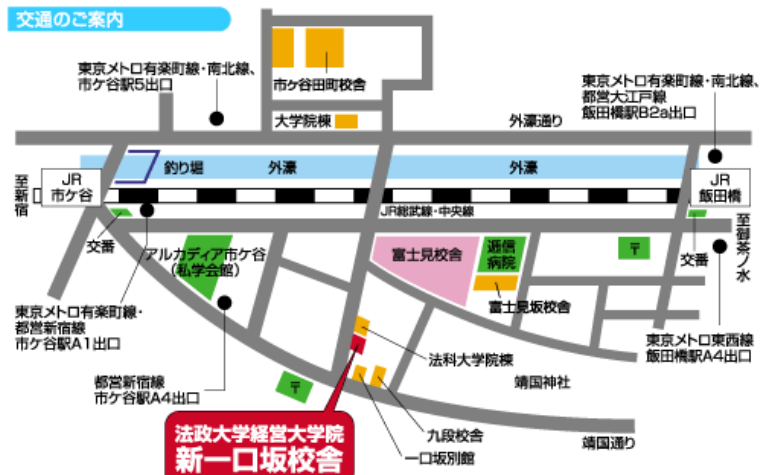 交通のご案内
東京メトロ有楽町線・南北線、
市ケ谷駅5出口
市ケ谷田町校舎
大学院棟
外濠通り
東京メトロ有楽町線・南北線、
都営大江戸線
飯田橋駅B2a出口
至新宿
JR
市ケ谷
釣り堀
外濠
外濠
JR
飯田橋
JR総武線・中央線
至御茶ノ水
交番
アルカディア市ケ谷
(私学会館)
富士見校舎
逓信
病院
〒
交番
富士見坂校舎
東京メトロ有楽町線・
都営新宿線
市ケ谷駅A1出口
東京メトロ東西線
飯田橋駅A4出口
法科大学院棟
都営新宿線
市ケ谷駅A4出口
〒
靖国神社
法政大学経営大学院
新一口坂校舎
九段校舎
一口坂別館
靖国通り